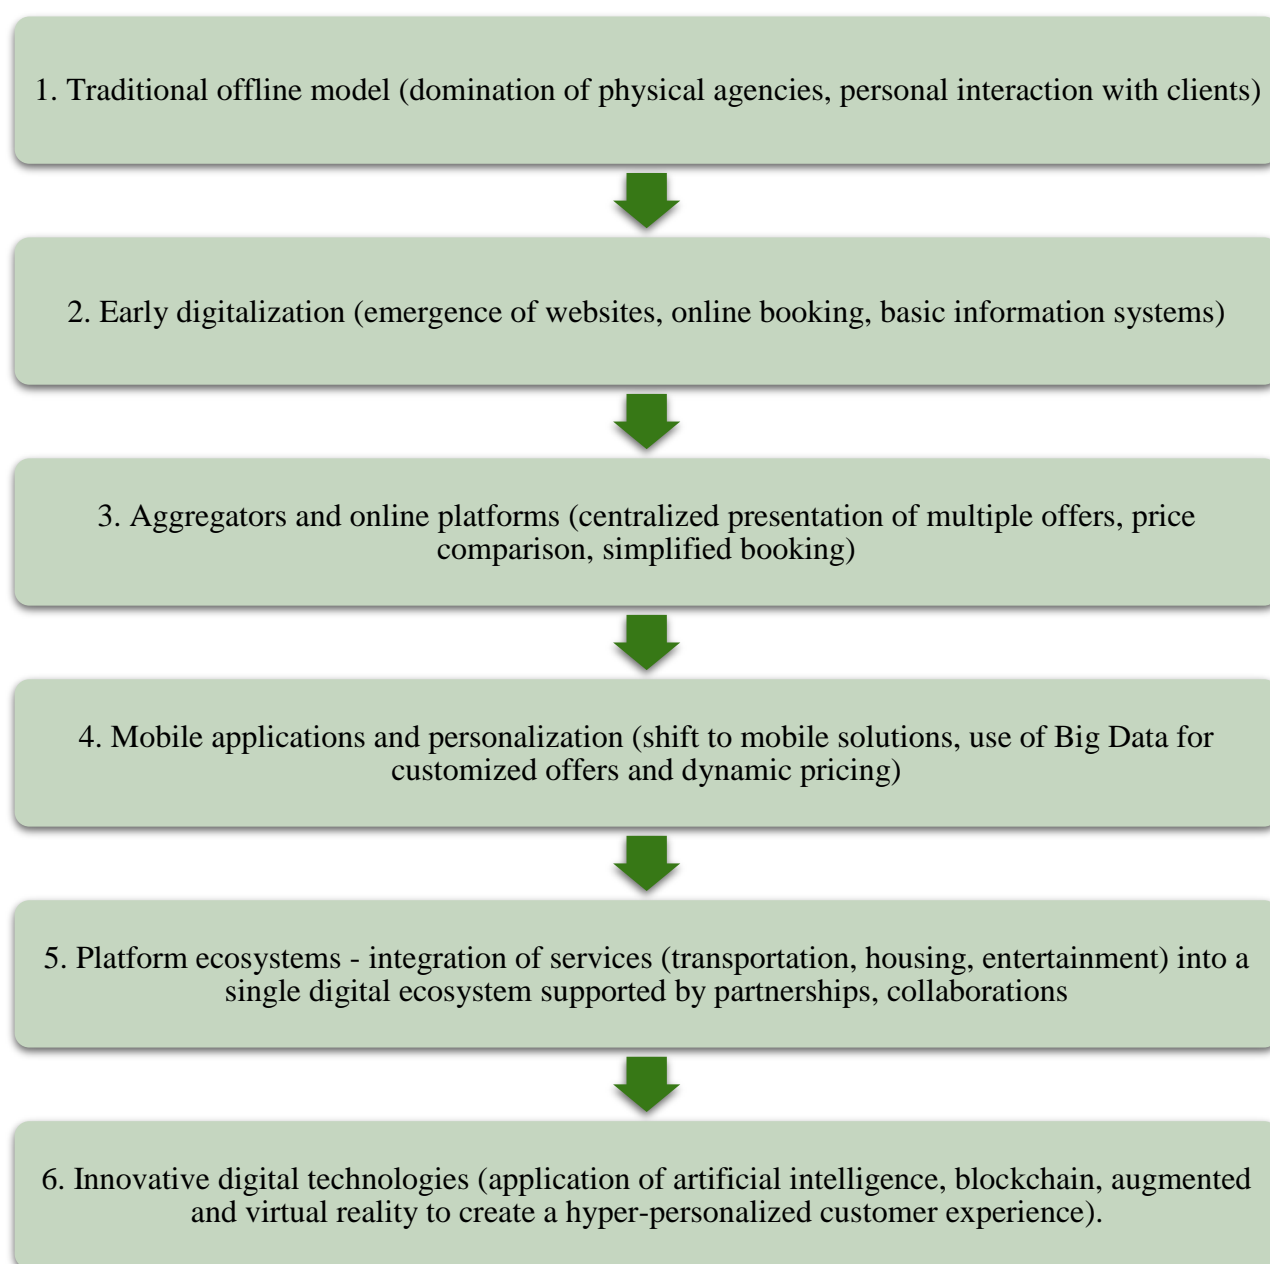 1. Traditional offline model (domination of physical agencies, personal interaction with clients)
2. Early digitalization (emergence of websites, online booking, basic information systems)
3. Aggregators and online platforms (centralized presentation of multiple offers, price
comparison, simplified booking)
4. Mobile applications and personalization (shift to mobile solutions, use of Big Data for
customized offers and dynamic pricing)
5. Platform ecosystems - integration of services (transportation, housing, entertainment) into a
single digital ecosystem supported by partnerships, collaborations
6. Innovative digital technologies (application of artificial intelligence, blockchain, augmented
and virtual reality to create a hyper-personalized customer experience).